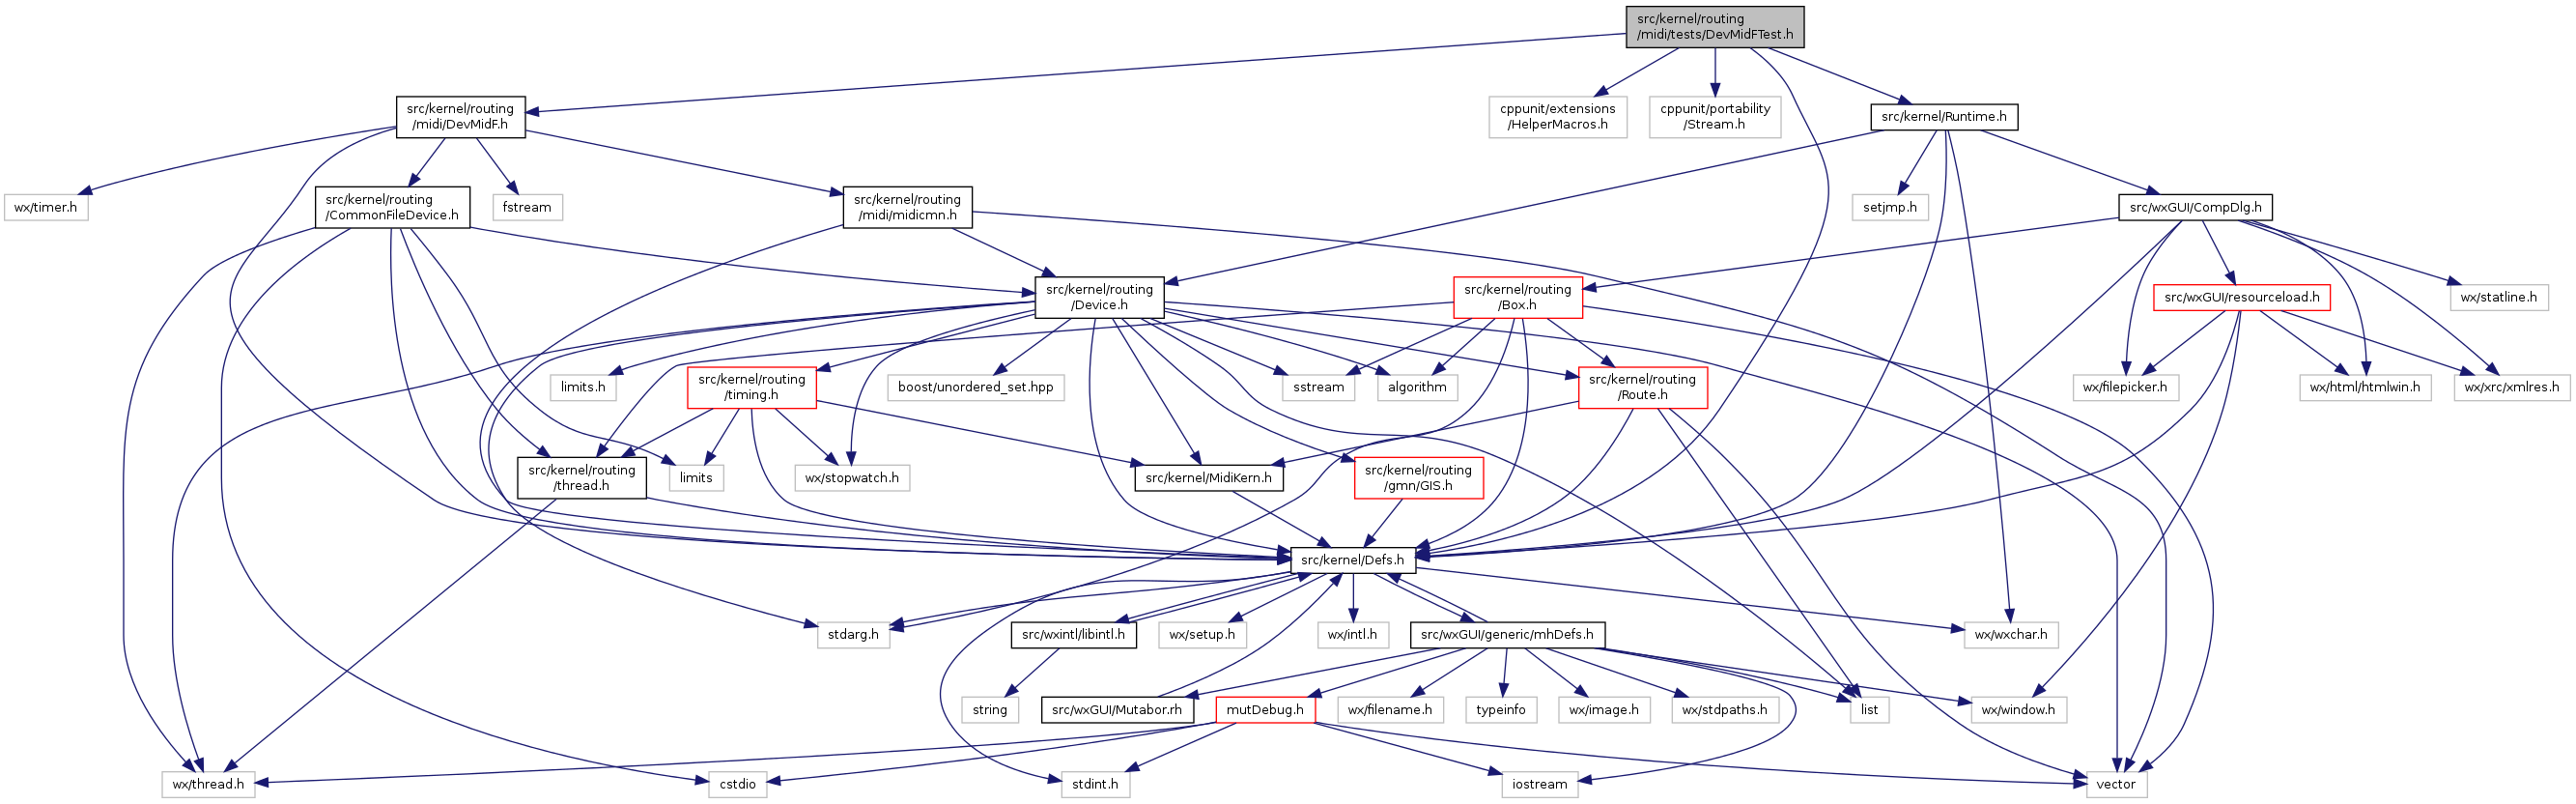 src/kernel/routing
/midi/tests/DevMidFTest.h
src/kernel/routing
/midi/DevMidF.h
cppunit/extensions
/HelperMacros.h
cppunit/portability
/Stream.h
src/kernel/Runtime.h
wx/timer.h
src/kernel/routing
/CommonFileDevice.h
fstream
src/kernel/routing
/midi/midicmn.h
setjmp.h
src/wxGUI/CompDlg.h
src/kernel/routing
/Device.h
src/kernel/routing
/Box.h
src/wxGUI/resourceload.h
wx/statline.h
limits.h
src/kernel/routing
/timing.h
boost/unordered_set.hpp
sstream
algorithm
src/kernel/routing
/Route.h
wx/filepicker.h
wx/html/htmlwin.h
wx/xrc/xmlres.h
src/kernel/routing
/thread.h
limits
wx/stopwatch.h
src/kernel/MidiKern.h
src/kernel/routing
/gmn/GIS.h
src/kernel/Defs.h
stdarg.h
src/wxintl/libintl.h
wx/setup.h
wx/intl.h
src/wxGUI/generic/mhDefs.h
wx/wxchar.h
string
src/wxGUI/Mutabor.rh
mutDebug.h
wx/filename.h
typeinfo
wx/image.h
wx/stdpaths.h
list
wx/window.h
wx/thread.h
cstdio
stdint.h
iostream
vector